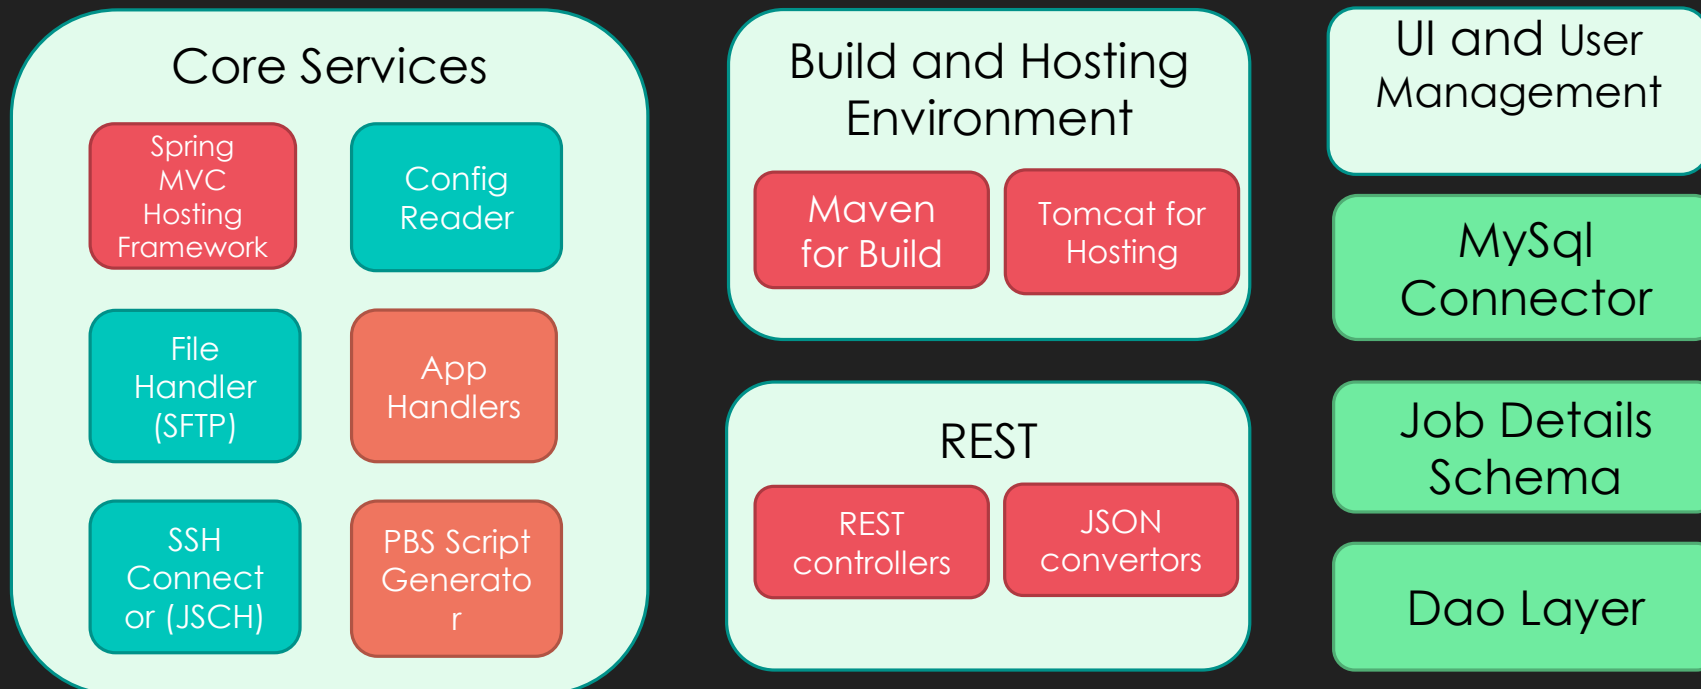 Core Services
Spring
MVC
Hosting
Framework
Config
Reader
File
Handler
(SFTP)
App
Handlers
SSH
Connect
or (JSCH)
PBS Script
Generato
r
Build and Hosting
Environment
Maven
for Build
Tomcat for
Hosting
REST
REST
controllers
JSON
convertors
UI and User
Management
MySql
Connector
Job Details
Schema
Dao Layer